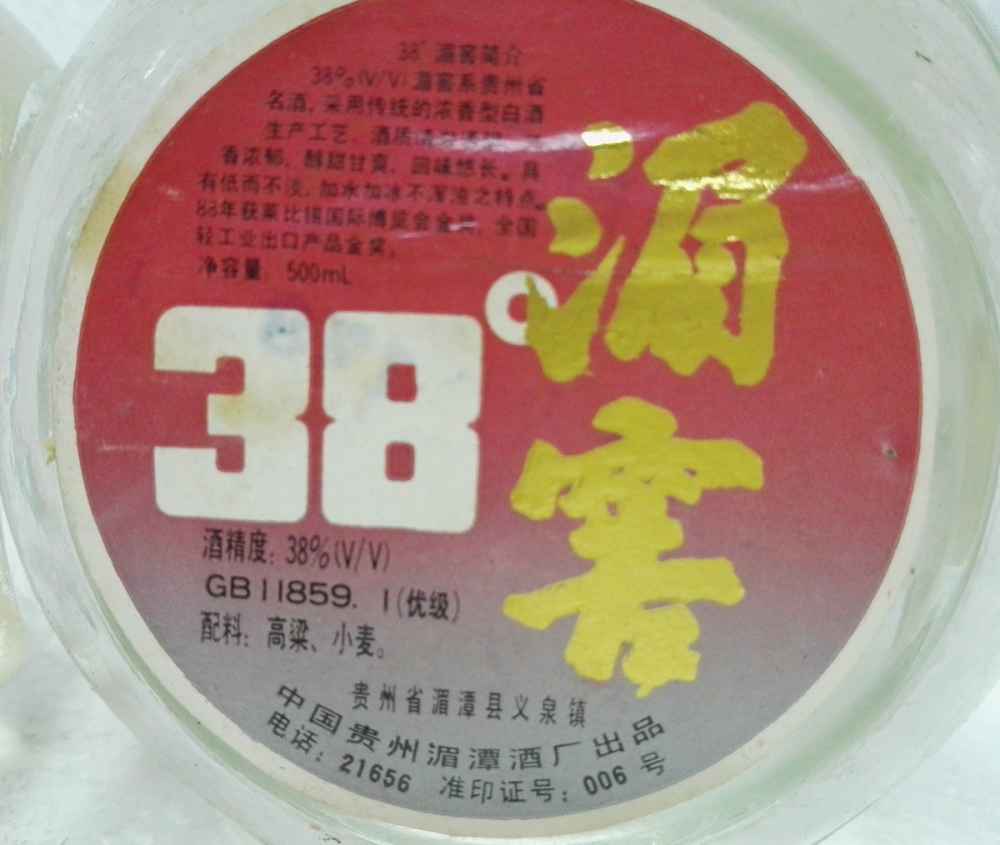 38°湄窖简介
38%(V/V)湄窖系贵州省
名酒，采用传统的浓香型白酒
生产工艺，酒质清
香浓郁，醇甜甘爽，回味悠长。具
有低而不淡，加水加冰不浑浊之特点。
88年获莱比锡国际博览会金奖，全国
轻工业出口产品金奖。
净容量 500mL
38°
湄窖
酒精度：38%(V/V)
GB11859.1(优级)
配料：高粱、小麦。
贵州省湄潭县义泉镇
中国贵州湄潭酒厂出品
电话：21656 准印证号：006号